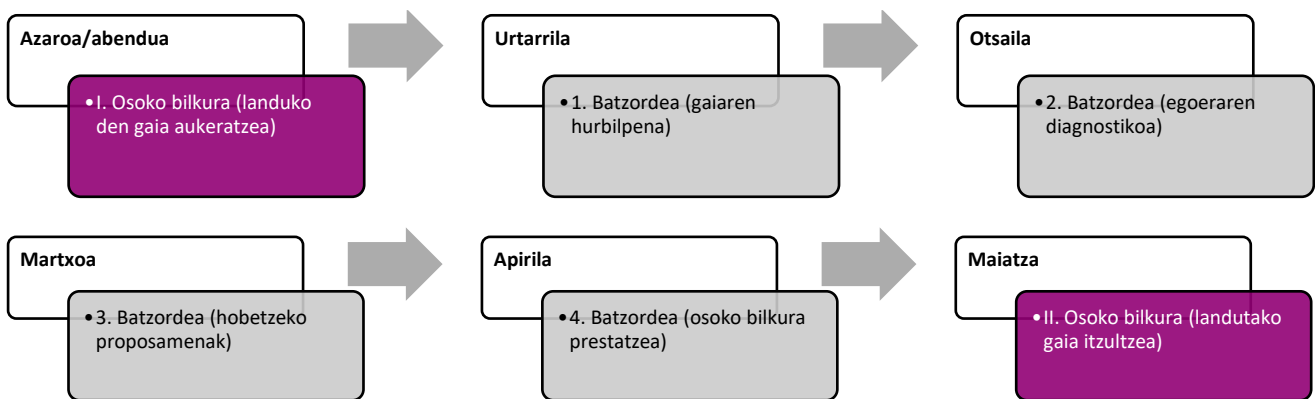 Azaroa/abendua
•I. Osoko bilkura (landuko
den gaia aukeratzea)
Urtarrila
•1. Batzordea (gaiaren
hurbilpena)
Otsaila
•2. Batzordea (egoeraren
diagnostikoa)
Martxoa
•3. Batzordea (hobetzeko
proposamenak)
Apirila
•4. Batzordea (osoko bilkura
prestatzea)
Maiatza
•II. Osoko bilkura (landutako
gaia itzultzea)